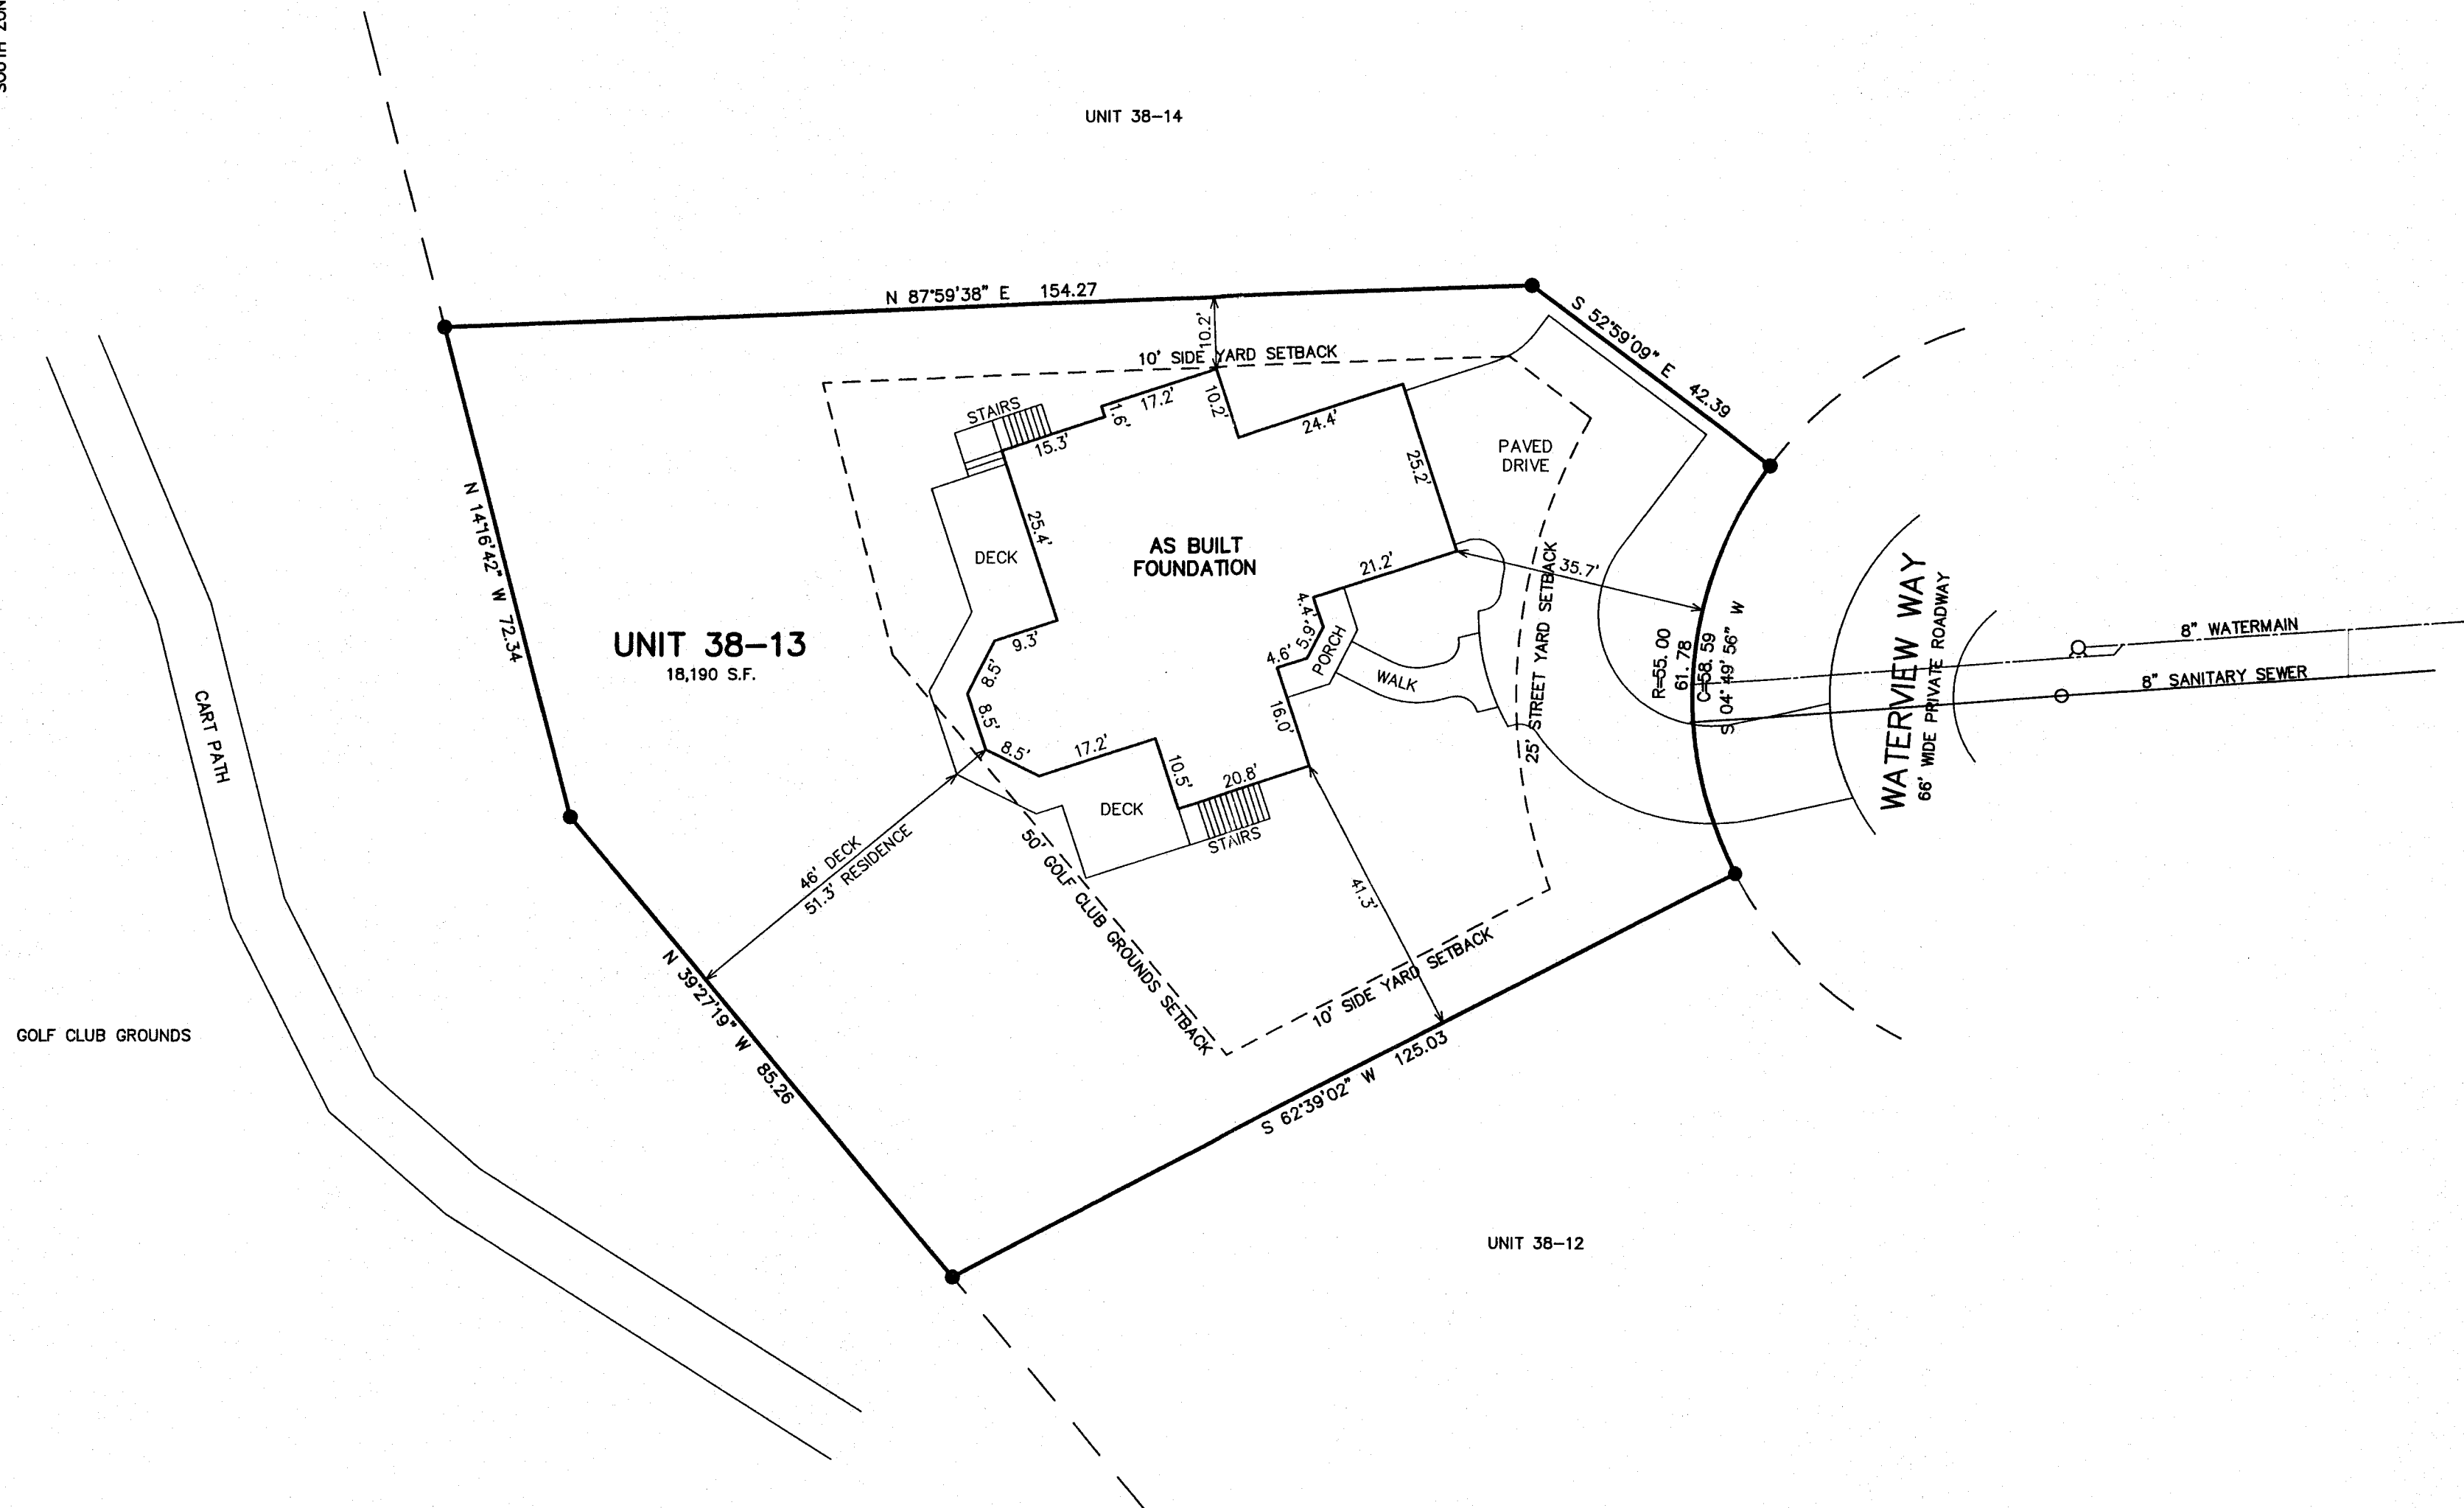 SOUTH ZON
UNIT 38-14
N 87°59'38" E 154.27
S 52°59'09" E 42.39
10.2'
10' SIDE YARD SETBACK
STAIRS
15.3'
1.6'
17.2'
10.2'
24.4'
25.2'
PAVED
DRIVE
N 14°16'42" W 72.34
DECK
25.4'
AS BUILT
FOUNDATION
21.2'
35.7'
25' STREET YARD SETBACK
UNIT 38-13
18,190 S.F.
9.3'
8.5'
8.5'
8.5'
17.2'
10.5'
20.8'
16.0'
4.6'
5.9'
4.4'
PORCH
WALK
R=55.00
61.78
C=58.59
S 04°49'56" W
WATERVIEW WAY
66' WIDE PRIVATE ROADWAY
8" WATERMAIN
8" SANITARY SEWER
CART PATH
DECK
STAIRS
46' DECK
51.3' RESIDENCE
50' GOLF CLUB GROUNDS SETBACK
41.3'
10' SIDE YARD SETBACK
N 39°27'19" W 85.26
S 62°39'02" W 125.03
GOLF CLUB GROUNDS
UNIT 38-12